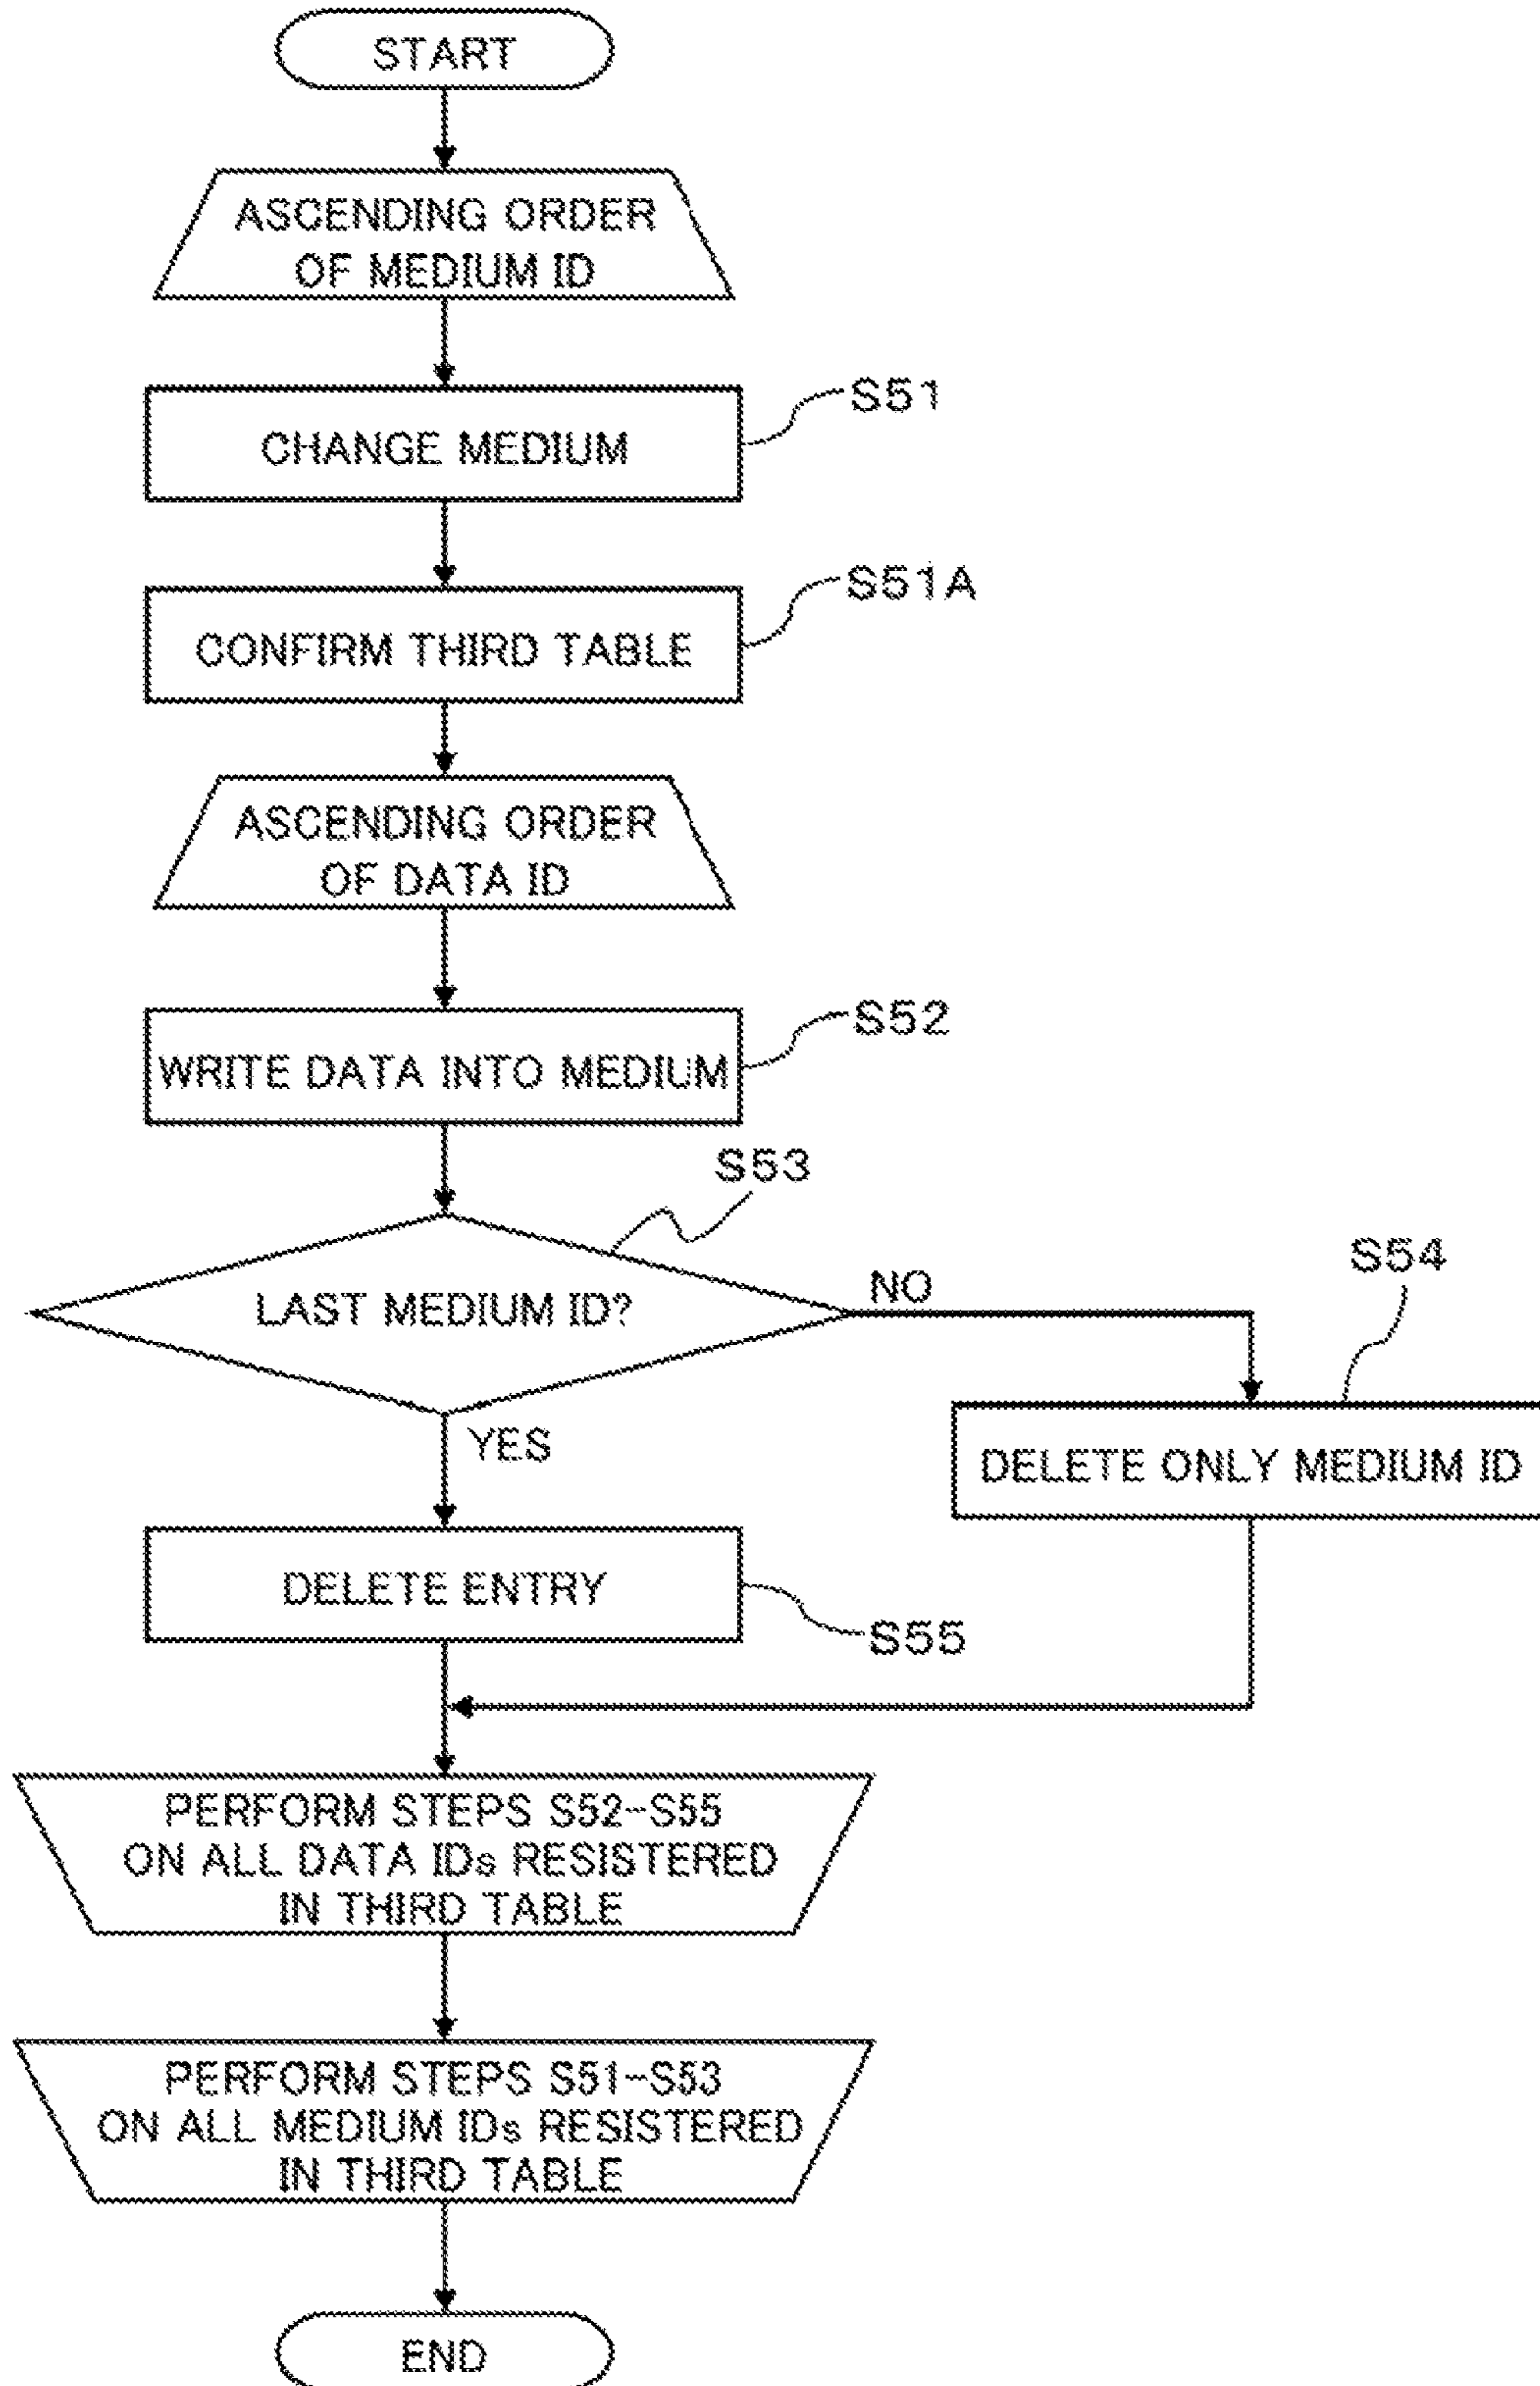 START
ASCENDING ORDER
OF MEDIUM ID
S51
CHANGE MEDIUM
S51A
CONFIRM THIRD TABLE
ASCENDING ORDER
OF DATA ID
S52
WRITE DATA INTO MEDIUM
S53
LAST MEDIUM ID?
NO
S54
YES
DELETE ONLY MEDIUM ID
DELETE ENTRY
S55
PERFORM STEPS S52-S55
ON ALL DATA IDs RESISTERED
IN THIRD TABLE
PERFORM STEPS S51-S53
ON ALL MEDIUM IDs RESISTERED
IN THIRD TABLE
END